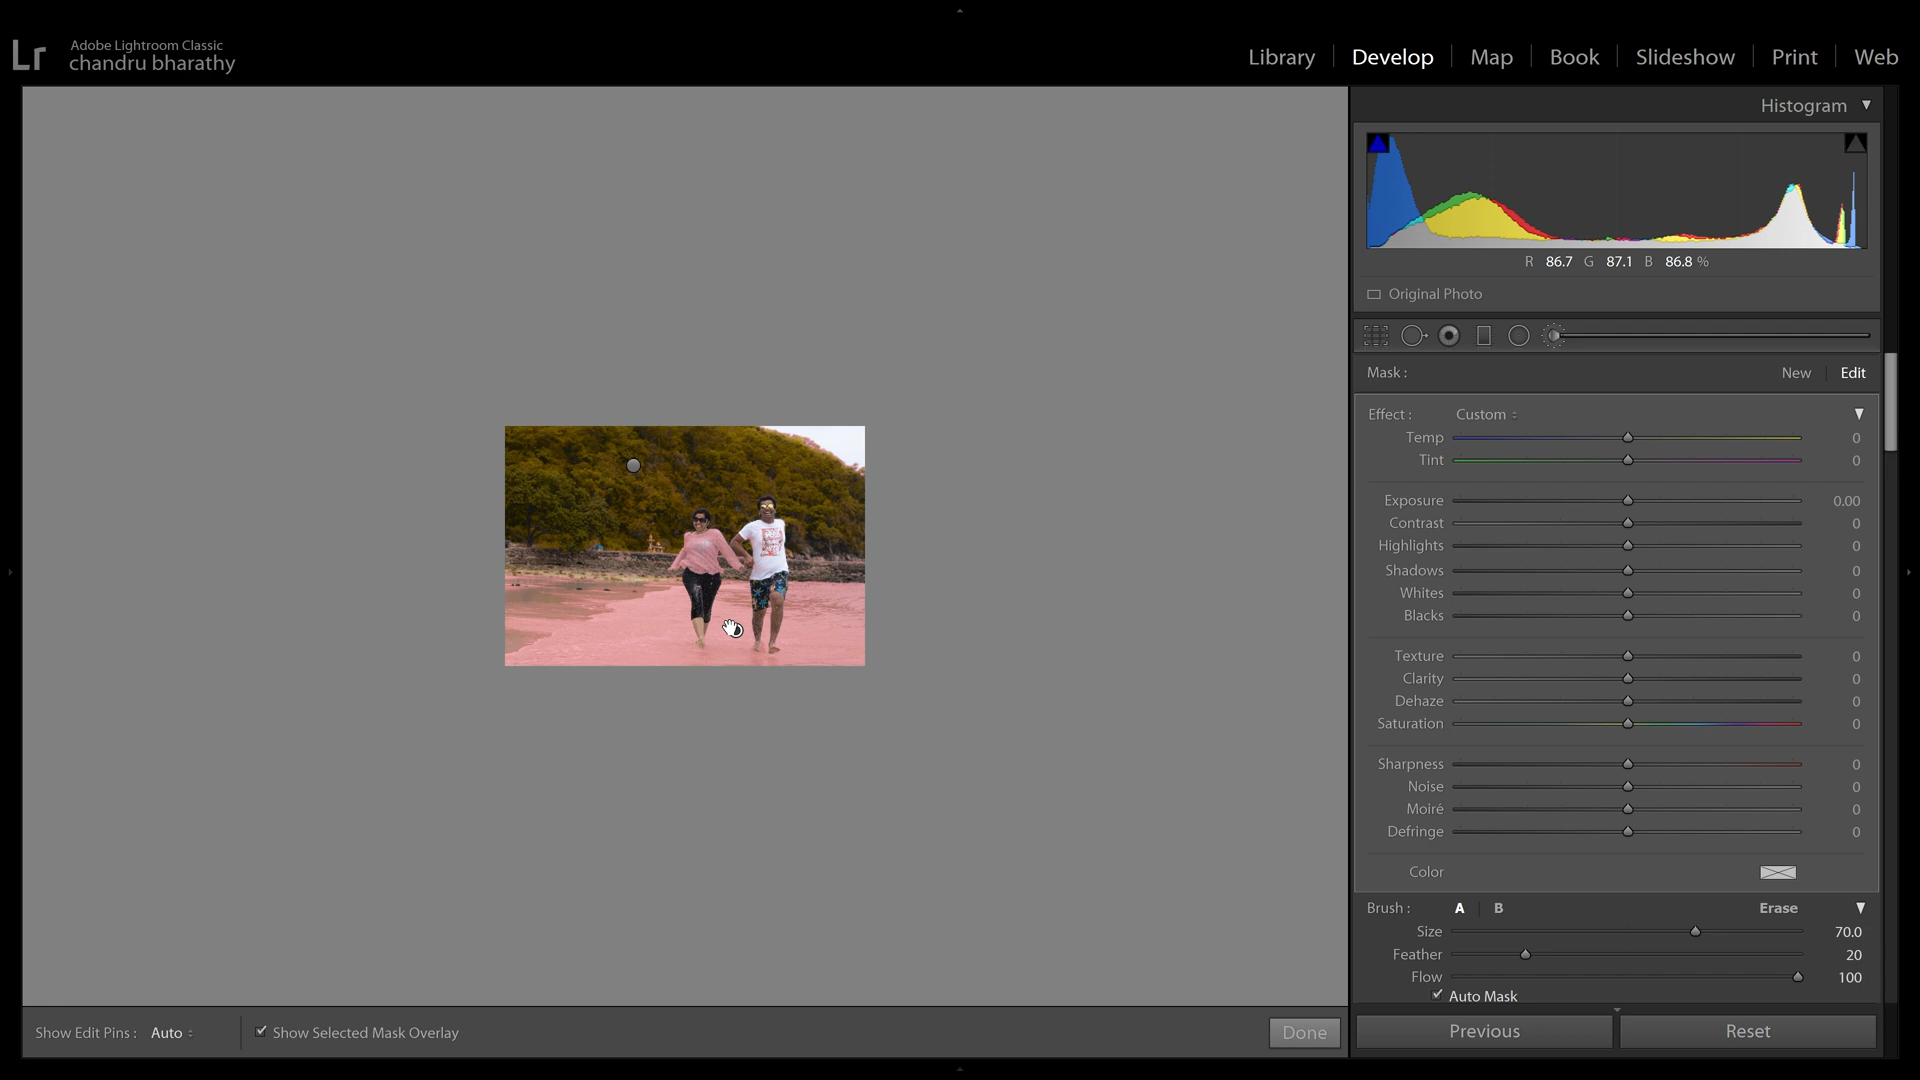 Lr
Adobe Lightroom Classic
chandru bharathy
Library
Develop
Map
Book
Slideshow
Print
Web
Histogram
R 86.7 G 87.1 B 86.8 %
Original Photo
Mask :
New
Edit
Effect : Custom
Temp 0
Tint 0
Exposure 0.00
Contrast 0
Highlights 0
Shadows 0
Whites 0
Blacks 0
Texture 0
Clarity 0
Dehaze 0
Saturation 0
Sharpness 0
Noise 0
Moiré 0
Defringe 0
Color
Brush : A B Erase
Size 70.0
Feather 20
Flow 100
Auto Mask
Show Edit Pins : Auto
Show Selected Mask Overlay
Done
Previous
Reset